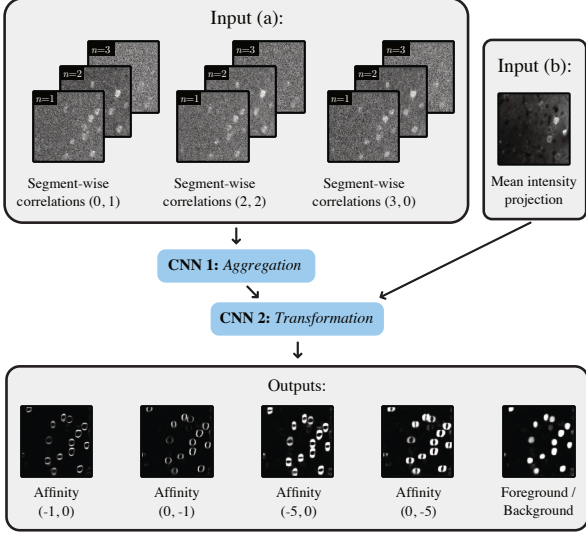 Input (a):
n=3
n=2
n=1
Segment-wise
correlations (0, 1)
n=3
n=2
n=1
Segment-wise
correlations (2, 2)
n=3
n=2
n=1
Segment-wise
correlations (3, 0)
Input (b):
Mean intensity
projection
CNN 1: Aggregation
CNN 2: Transformation
Outputs:
Affinity
(-1, 0)
Affinity
(0, -1)
Affinity
(-5, 0)
Affinity
(0, -5)
Foreground /
Background